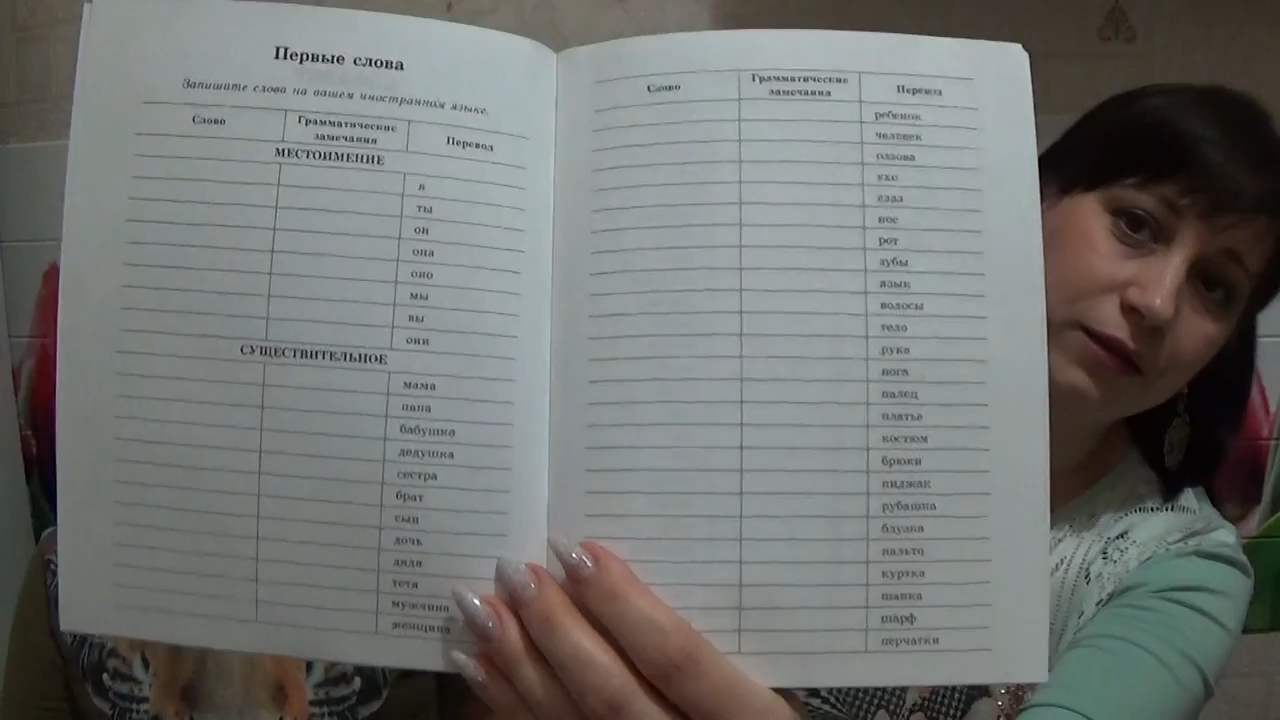 Первые слова
Запишите слова на вашем иностранном языке.
Слово Грамматические замечания Перевод
МЕСТОИМЕНИЕ
я
ты
он
она
оно
мы
вы
они
СУЩЕСТВИТЕЛЬНОЕ
мама
папа
бабушка
дедушка
сестра
брат
сын
дочь
дядя
тетя
мужчина
женщина
Слово Грамматические замечания Перевод
ребенок
человек
голова
ухо
глаз
нос
рот
зубы
язык
волосы
тело
рука
нога
палец
платье
костюм
брюки
пиджак
рубашка
блузка
пальто
куртка
шапка
шарф
перчатки